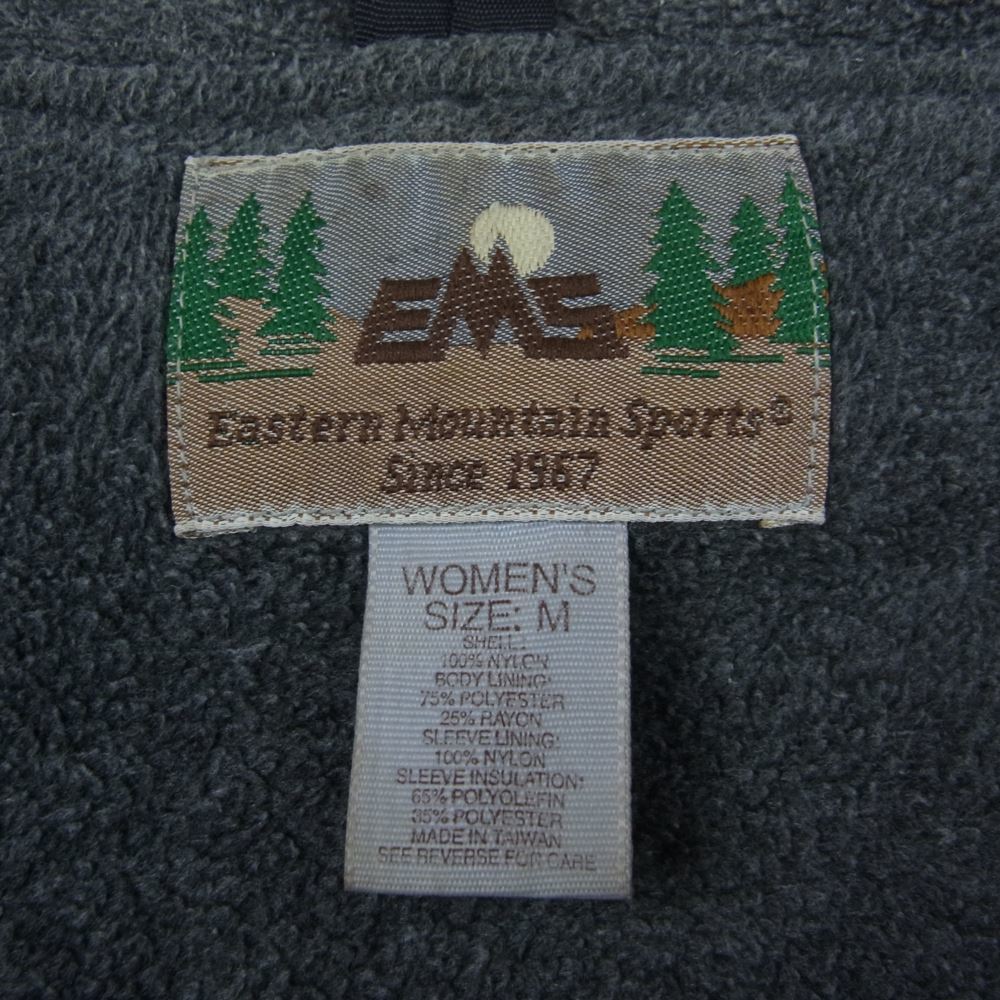 EMS
Eastern Mountain Sports®
Since 1967
WOMEN'S
SIZE: M
SHELL:
100% NYLON
BODY LINING:
75% POLYESTER
25% RAYON
SLEEVE LINING:
100% NYLON
SLEEVE INSULATION:
65% POLYOLEFIN
35% POLYESTER
MADE IN TAIWAN
SEE REVERSE FOR CARE